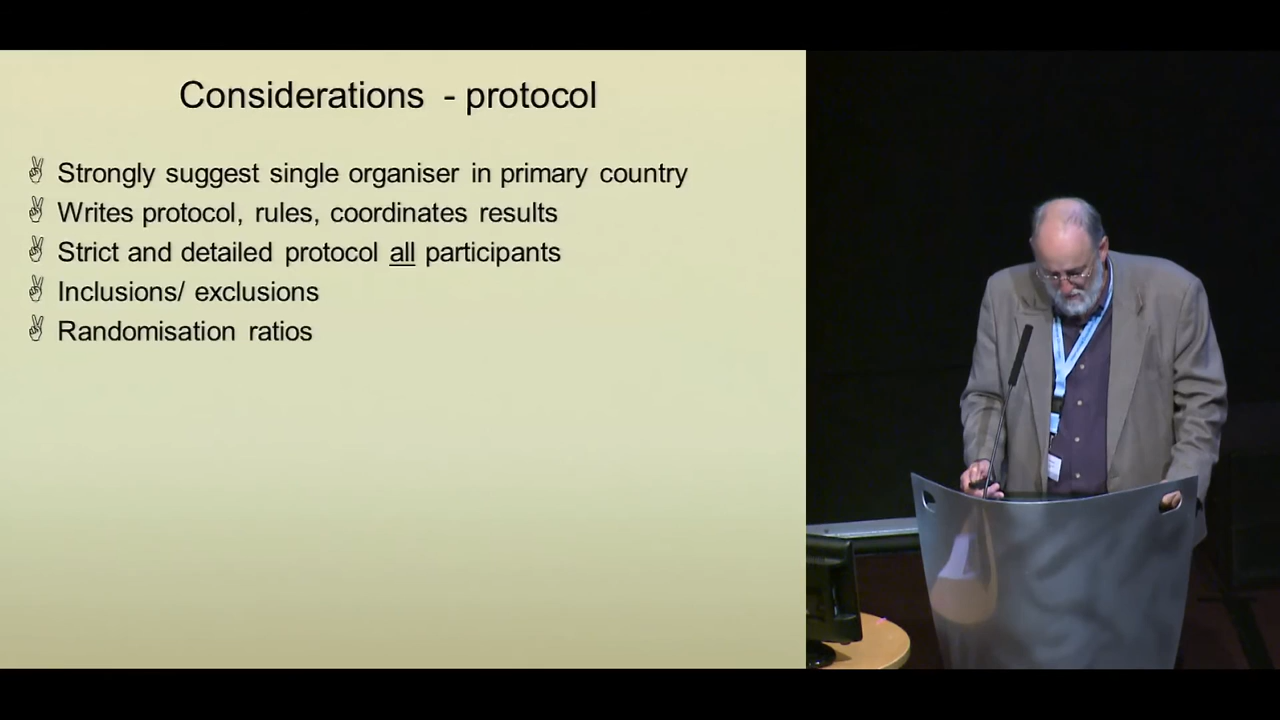 Considerations - protocol
Strongly suggest single organiser in primary country
Writes protocol, rules, coordinates results
Strict and detailed protocol all participants
Inclusions/ exclusions
Randomisation ratios